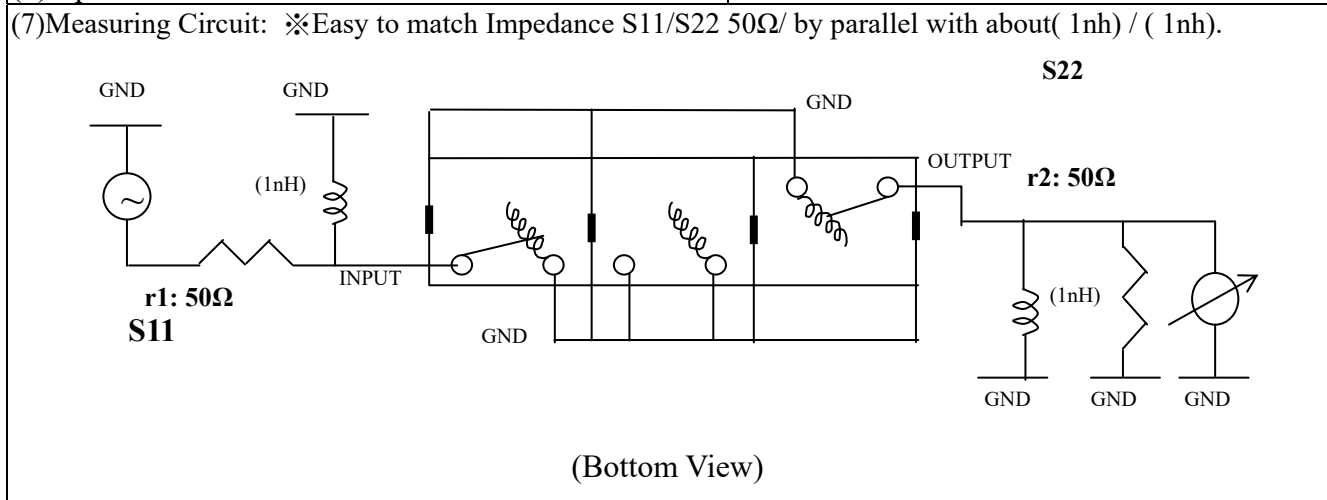 (7)Measuring Circuit: ※Easy to match Impedance S11/S22 50Ω/ by parallel with about( 1nh) / ( 1nh).
S22
GND
GND
GND
(1nH)
OUTPUT
r2: 50Ω
INPUT
r1: 50Ω
S11
GND
(1nH)
GND
GND
GND
(Bottom View)